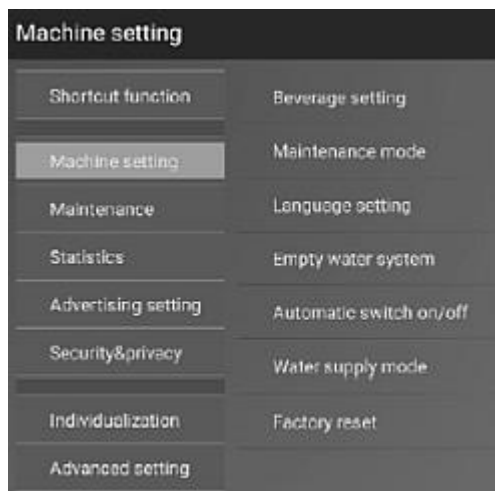 Machine setting
Shortcut function
Machine setting
Maintenance
Statistics
Advertising setting
Security&privacy
Individualization
Advanced setting
Beverage setting
Maintenance mode
Language setting
Empty water system
Automatic switch on/off
Water supply mode
Factory reset